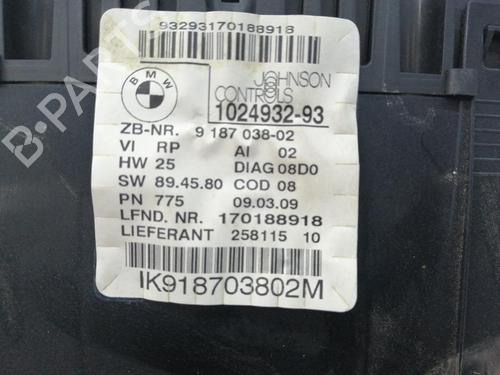 93293170188918
BMW
JOHNSON
CONTROLS
1024932-93
ZB-NR. 9 187 038-02
VI RP AI 02
HW 25 DIAG 08D0
SW 89.45.80 COD 08
PN 775 09.03.09
LFND. NR. 170188918
LIEFERANT 258115 10
IK918703802M
B-Parts